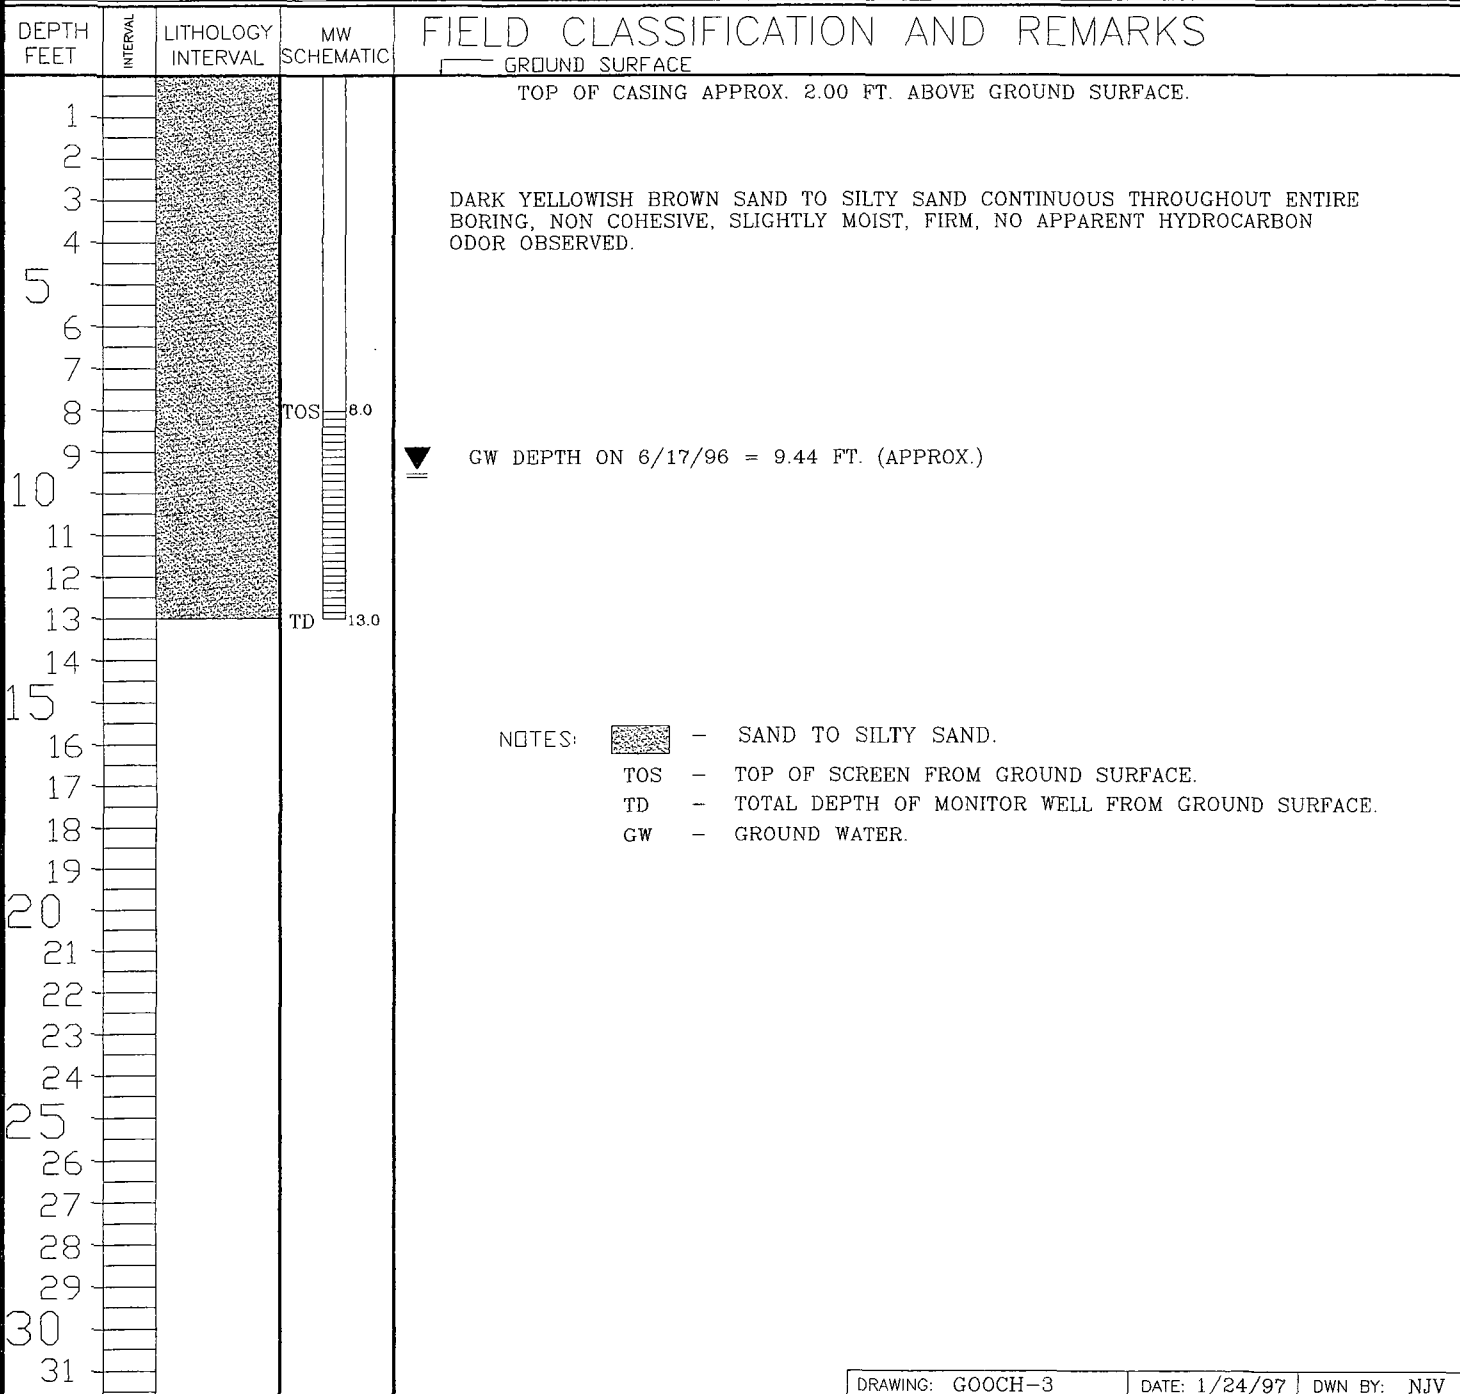 DEPTH FEET
INTERVAL
LITHOLOGY INTERVAL
MW SCHEMATIC
FIELD CLASSIFICATION AND REMARKS
GROUND SURFACE
TOP OF CASING APPROX. 2.00 FT. ABOVE GROUND SURFACE.
1
2
3
DARK YELLOWISH BROWN SAND TO SILTY SAND CONTINUOUS THROUGHOUT ENTIRE
BORING, NON COHESIVE, SLIGHTLY MOIST, FIRM, NO APPARENT HYDROCARBON
ODOR OBSERVED.
4
5
6
7
8
TOS 8.0
9
GW DEPTH ON 6/17/96 = 9.44 FT. (APPROX.)
10
11
12
13
TD 13.0
14
15
16
NOTES: – SAND TO SILTY SAND.
TOS – TOP OF SCREEN FROM GROUND SURFACE.
17
TD – TOTAL DEPTH OF MONITOR WELL FROM GROUND SURFACE.
18
GW – GROUND WATER.
19
20
21
22
23
24
25
26
27
28
29
30
31
DRAWING: GOOCH-3 DATE: 1/24/97 DWN BY: NJV